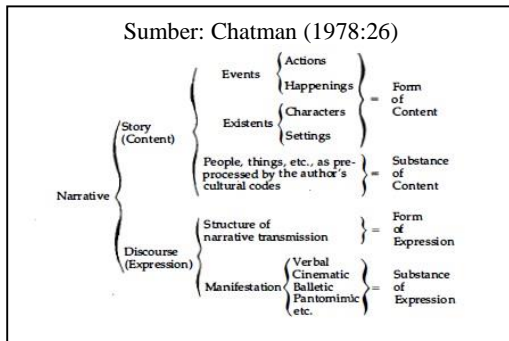 Sumber: Chatman (1978:26)
Actions
Events
Happenings
Form
of
Content
Characters
Existents
Settings
Story
(Content)
People, things, etc., as pre-
processed by the author's
cultural codes
Substance
of
Content
=
=
Narrative
Structure of
narrative transmission
=
Form
of
Expression
Discourse
(Expression)
Verbal
Cinematic
Manifestation
Balletic
Pantomimic
etc.
=
Substance
of
Expression